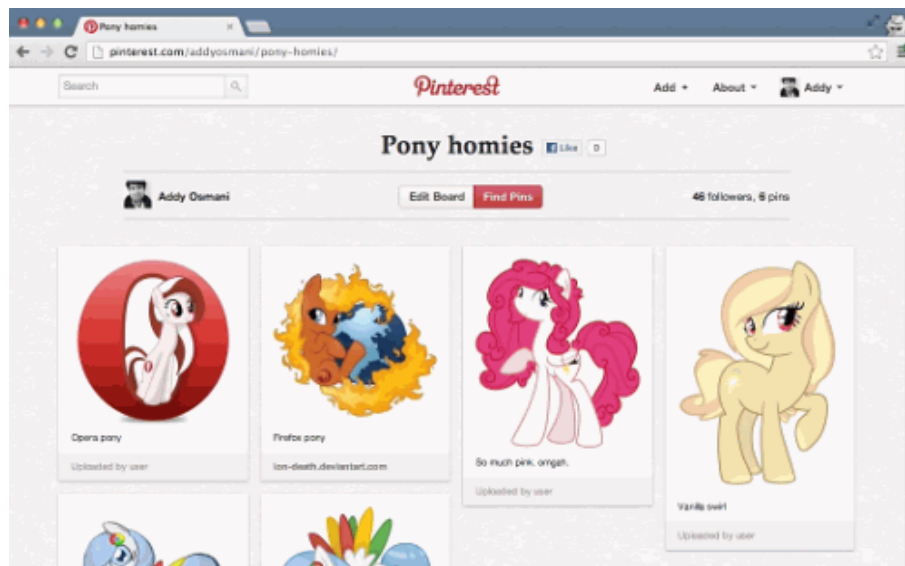 Pony homies
pinterest.com/addyosmani/pony-homies/
Search
Pinterest
Add +
About
Addy
Pony homies
Like
0
Addy Osmani
Edit Board
Find Pins
46 followers, 6 pins
Opera pony
Uploaded by user
Firefox pony
ion-death.deviantart.com
So much pink, omgah.
Uploaded by user
Vanilla swirl
Uploaded by user